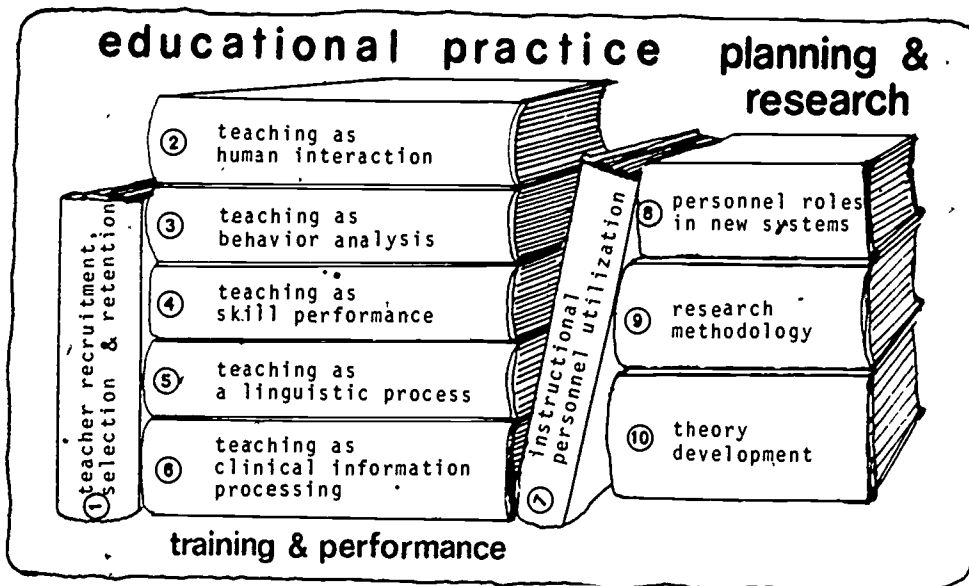 educational practice
planning &
research
① teacher recruitment,
selection & retention
② teaching as
human interaction
③ teaching as
behavior analysis
④ teaching as
skill performance
⑤ teaching as
a linguistic process
⑥ teaching as
clinical information
processing
⑦ instructional
personnel utilization
⑧ personnel roles
in new systems
⑨ research
methodology
⑩ theory
development
training & performance